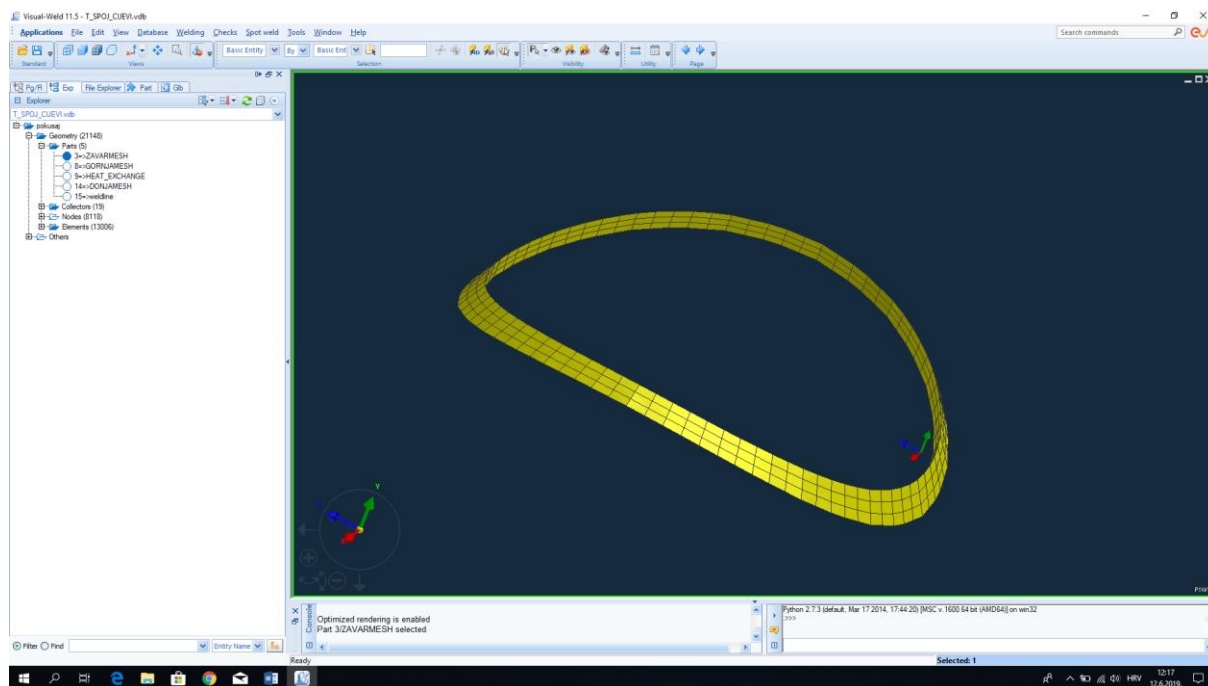 Visual-Weld 11.5 - T_SPOJ_CIJEVI.vdb
Applications File Edit View Database Welding Checks Spot weld Tools Window Help
Search commands
Basic Entity By Basic Ent
Standard Views Selection Visibility Utility Page
Pg/Fl Exp File Explorer Part Glb
Explorer
T_SPOJ_CIJEVI.vdb
pokusaj
Geometry (21148)
Parts (5)
3=>ZAVARMESH
8=>GORNJAMESH
9=>HEAT_EXCHANGE
14=>DONJAMESH
15=>weldline
Collectors (19)
Nodes (8118)
Elements (13006)
Others
Y
Console
Optimized rendering is enabled
Part 3/ZAVARMESH selected
Python 2.7.3 (default, Mar 17 2014, 17:44:20) [MSC v.1600 64 bit (AMD64)] on win32
>>>
Filter Find Entity Name
Ready
Selected: 1
HRV
12:17
12.6.2019.